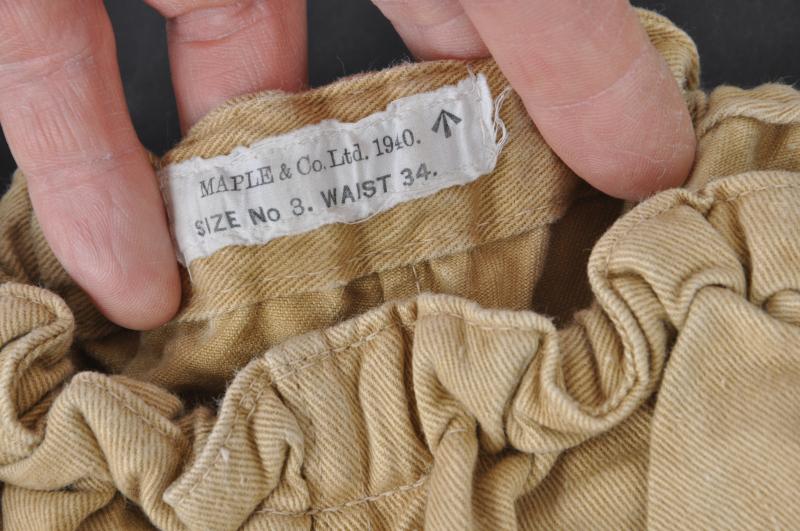 MAPLE & Co. Ltd. 1940.
SIZE No 3. WAIST 34.